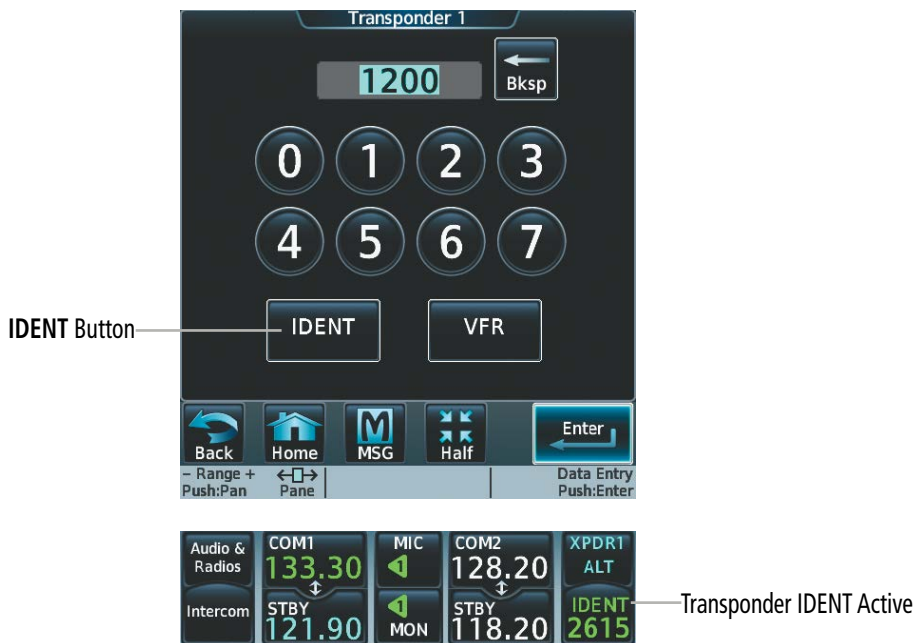 Transponder 1
1200
Bksp
0 1 2 3
4 5 6 7
IDENT Button
IDENT
VFR
Back
Home
MSG
Half
Enter
– Range +
Push:Pan
Pane
Data Entry
Push:Enter
Audio &
Radios
COM1
133.30
MIC
1
COM2
128.20
XPDR1
ALT
Intercom
STBY
121.90
1
MON
STBY
118.20
IDENT
2615
Transponder IDENT Active